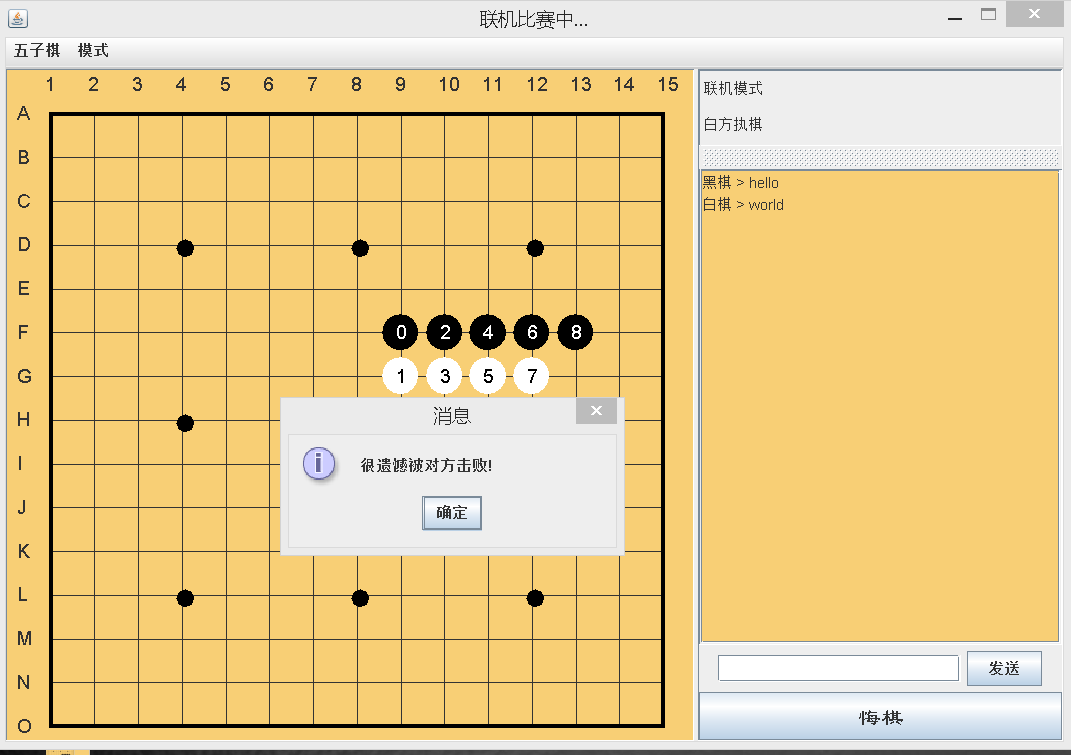 联机比赛中...
五子棋 模式
1 2 3 4 5 6 7 8 9 10 11 12 13 14 15
A
B
C
D
E
F 0 2 4 6 8
G 1 3 5 7
H
I
J
K
L
M
N
O
消息
很遗憾被对方击败!
确定
联机模式
白方执棋
黑棋 > hello
白棋 > world
发送
悔棋